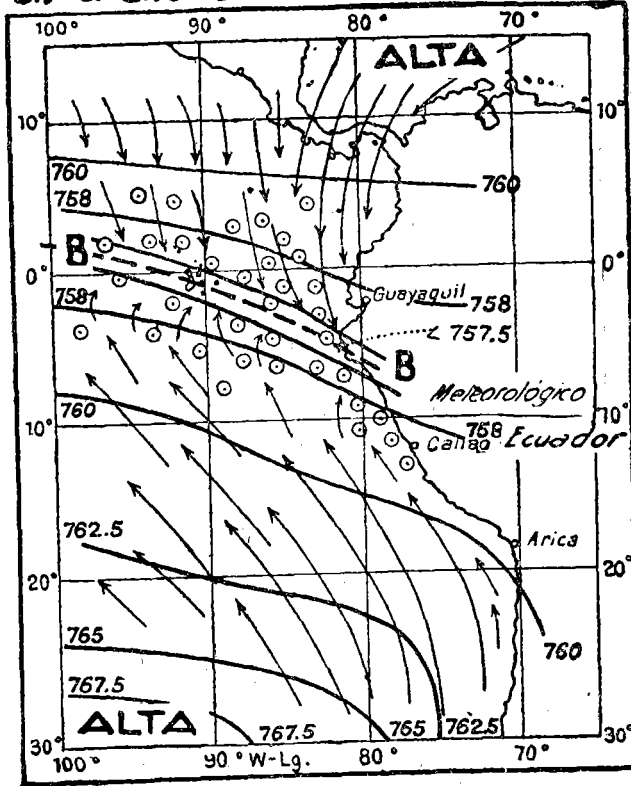 100° 90° 80° 70°
ALTA
10° 10°
760 760
758
B
0° 0°
Guayaquil
758 758
< 757.5
B
Meteorológico
760 758 Ecuador
10° Callao 10°
762.5
Arica
20° 20°
765
760
767.5
ALTA 767.5 765 762.5
30° 30°
100° 90° W-Lg. 80° 70°